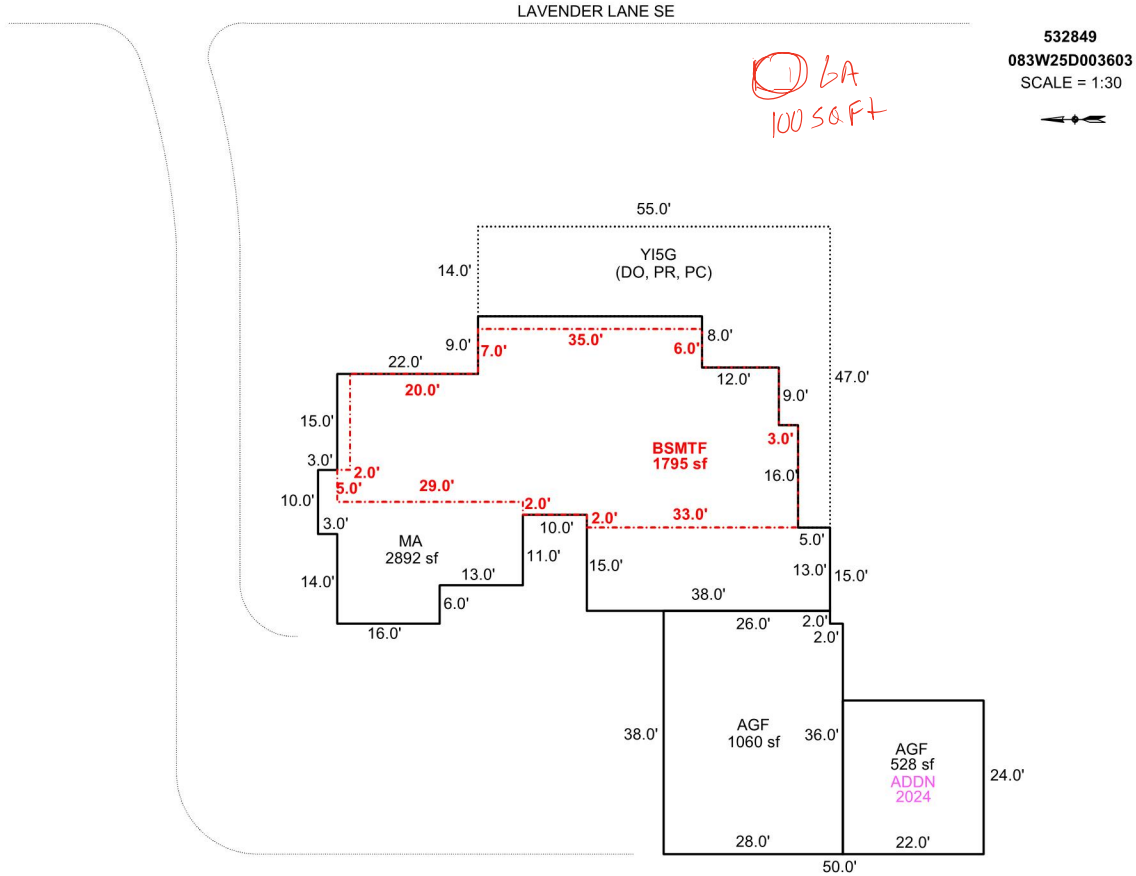 LAVENDER LANE SE
532849
083W25D003603
SCALE = 1:30
6A
100 SQ Ft
55.0'
YI5G
(DO, PR, PC)
14.0'
9.0'
7.0'
35.0'
6.0'
8.0'
22.0'
20.0'
12.0'
47.0'
9.0'
15.0'
3.0'
BSMTF
1795 sf
3.0'
16.0'
2.0'
5.0'
29.0'
10.0'
2.0'
2.0'
33.0'
3.0'
10.0'
5.0'
MA
2892 sf
11.0'
15.0'
13.0'
15.0'
14.0'
13.0'
6.0'
38.0'
16.0'
26.0'
2.0'
2.0'
38.0'
AGF
1060 sf
36.0'
AGF
528 sf
ADDN
2024
24.0'
28.0'
22.0'
50.0'